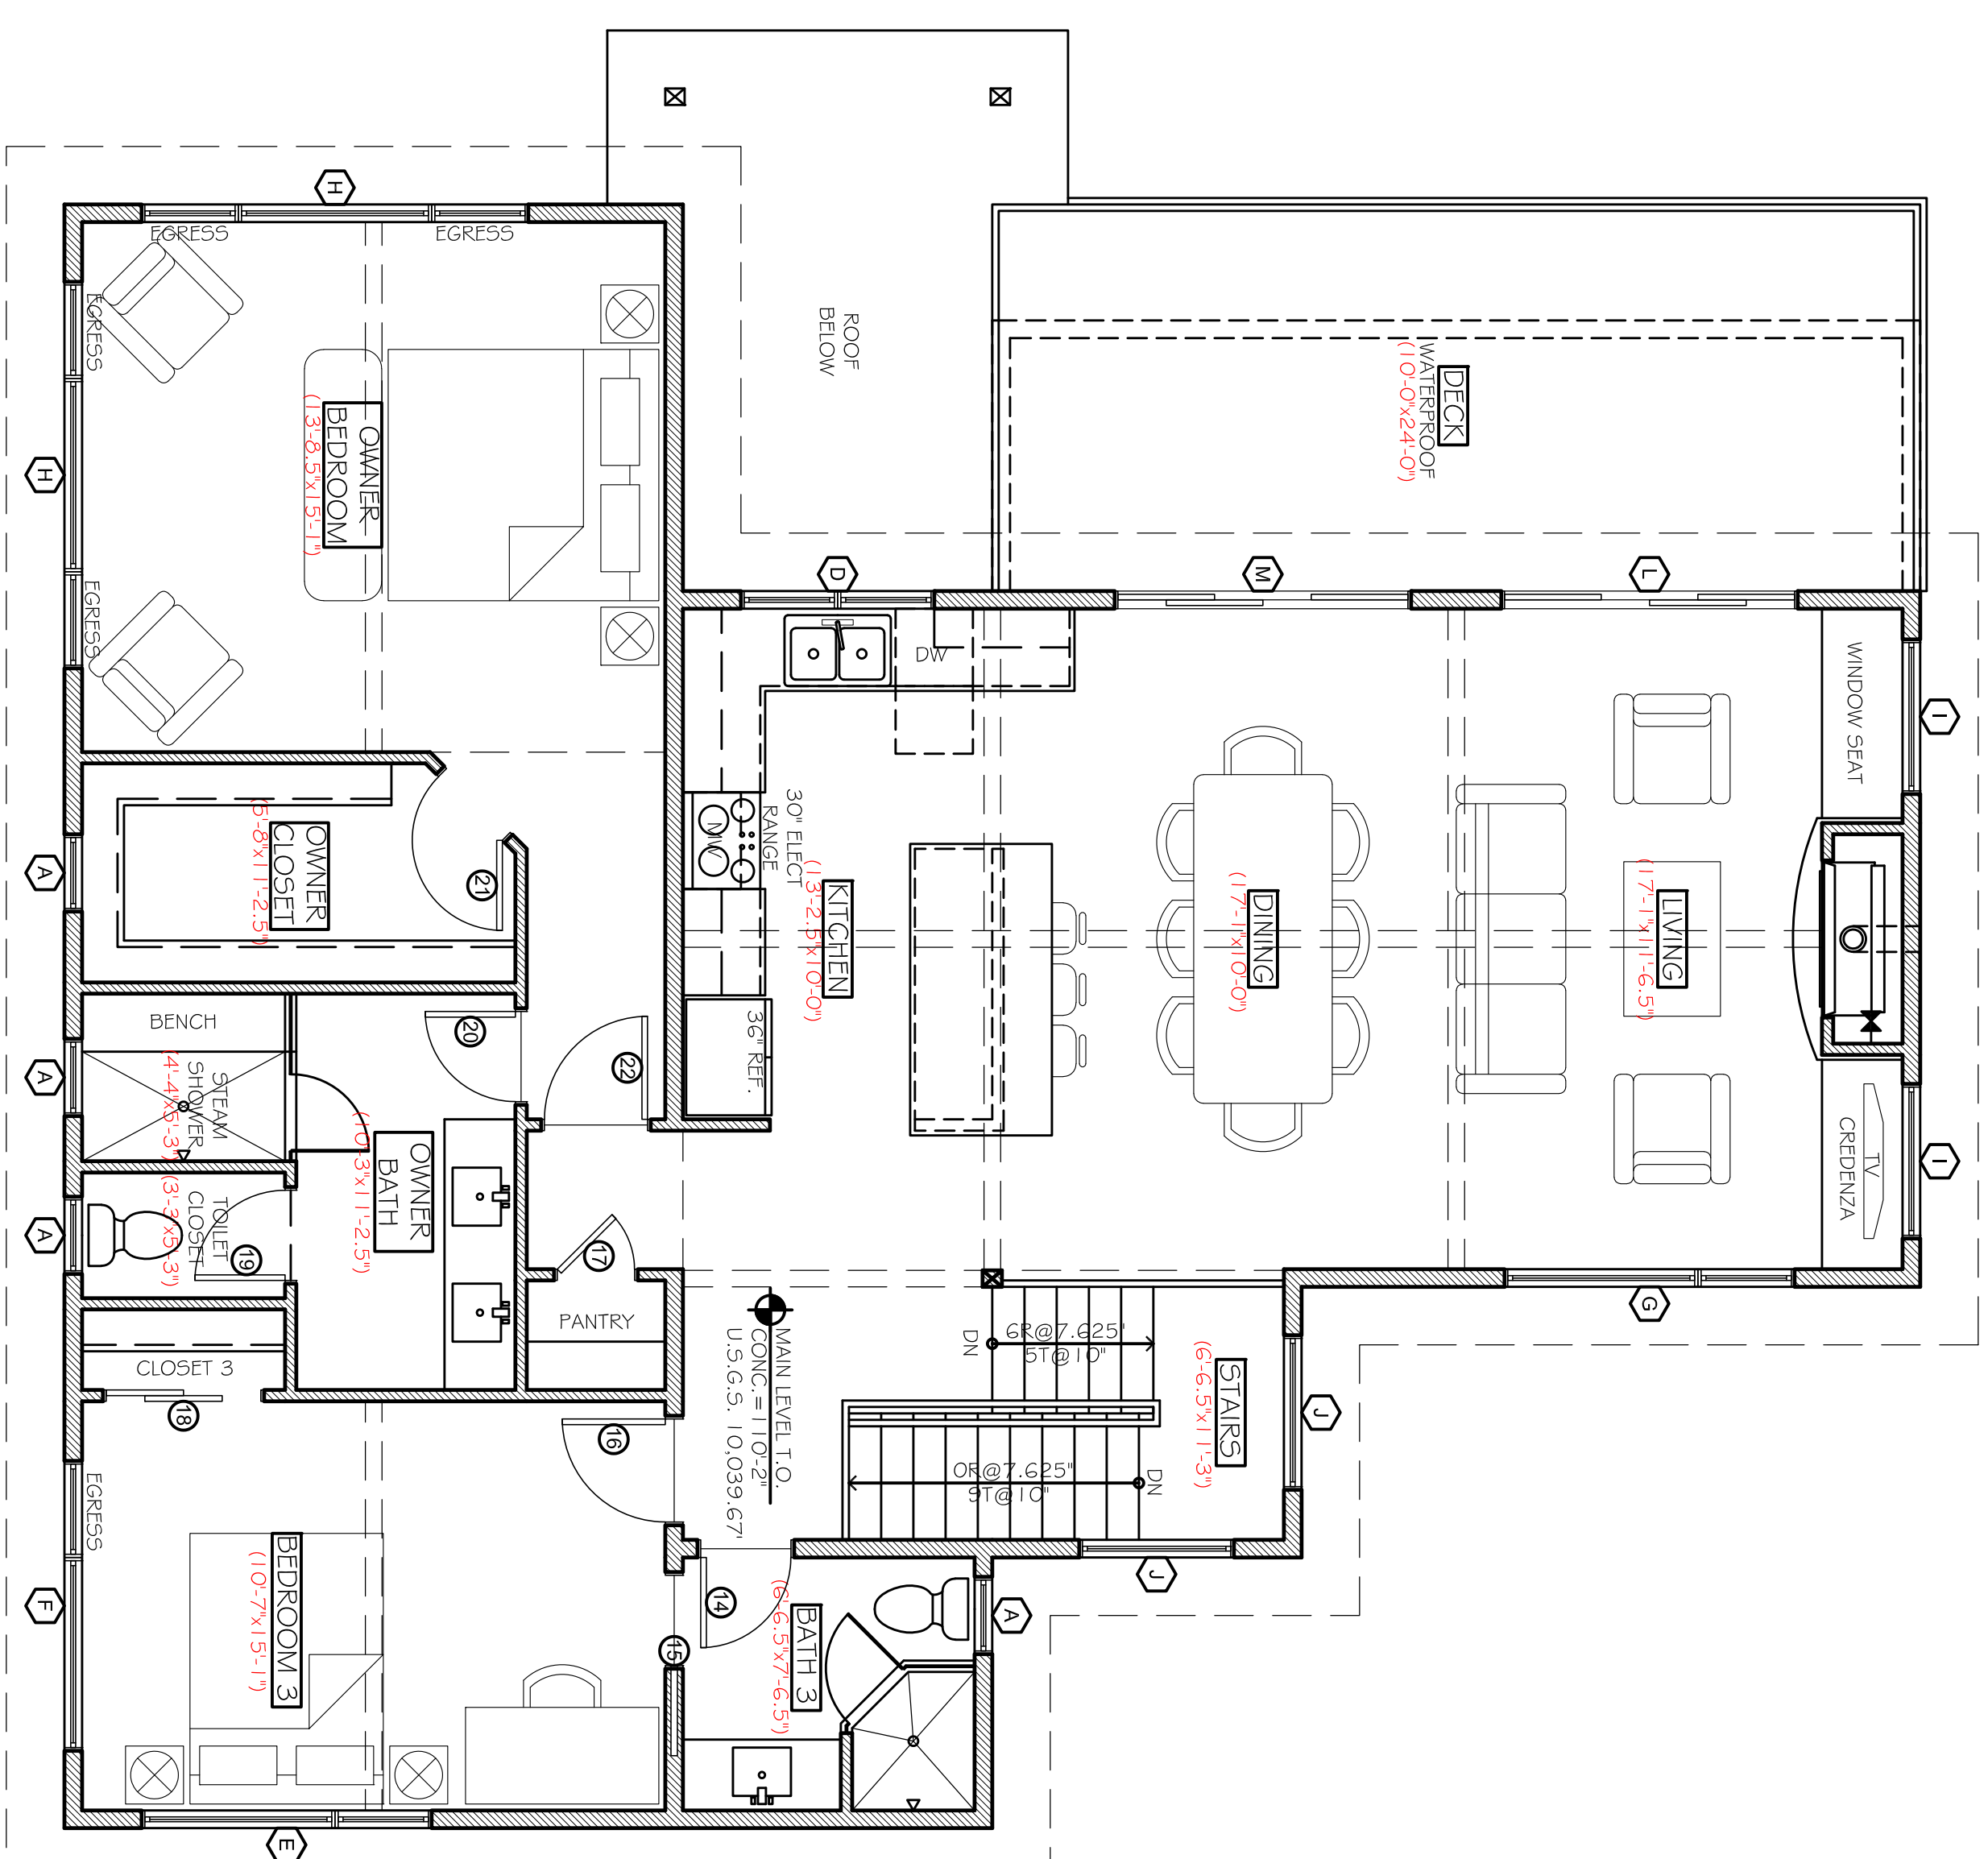 H
EGRESS
EGRESS
EGRESS
H
EGRESS
OWNER
BEDROOM
(13'-8.5"x15'-1")
ROOF
BELOW
DECK
WATERPROOF
(10'-0"x24'-0")
D
M
L
I
WINDOW SEAT
DW
30" ELECT
RANGE
MW
KITCHEN
(13'-2.5"x10'-0")
36" REF.
DINING
(17'-1"x10'-0")
LIVING
(17'-1"x11'-6.5")
TV
CREDENZA
I
G
OWNER
CLOSET
(5'-8"x11'-2.5")
21
A
BENCH
20
22
A
STEAM
SHOWER
(4'-4"x5'-3")
OWNER
BATH
(10'-3"x11'-2.5")
TOILET
CLOSET
(3'-3"x5'-3")
19
A
17
PANTRY
CLOSET 3
18
16
MAIN LEVEL T.O.
CONC.=110'-2"
U.S.G.S. 10,039.67'
DN
6R@7.625"
5T@10"
STAIRS
(6'-6.5"x11'-3")
J
0R@7.625"
9T@10"
DN
J
EGRESS
F
BEDROOM 3
(10'-7"x15'-1")
14
15
BATH 3
(6'-6.5"x7'-6.5")
A
E